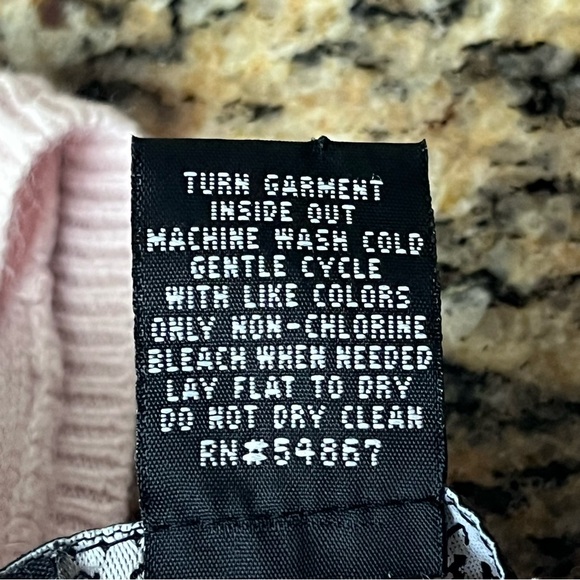 TURN GARMENT
INSIDE OUT
MACHINE WASH COLD
GENTLE CYCLE
WITH LIKE COLORS
ONLY NON-CHLORINE
BLEACH WHEN NEEDED
LAY FLAT TO DRY
DO NOT DRY CLEAN
RN#54867